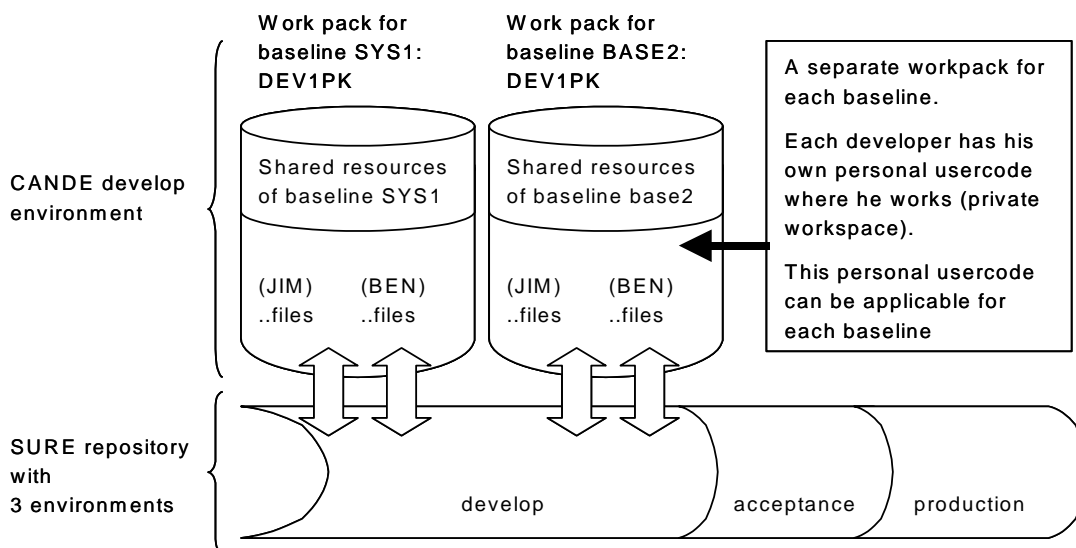 Work pack for
baseline SYS1:
DEV1PK
Work pack for
baseline BASE2:
DEV1PK
A separate workpack for
each baseline.
Each developer has his
own personal usercode
where he works (private
workspace).
This personal usercode
can be applicable for
each baseline
CANDE develop
environment
Shared resources
of baseline SYS1
Shared resources
of baseline base2
(JIM)
..files
(BEN)
..files
(JIM)
..files
(BEN)
..files
SURE repository
with
3 environments
develop
acceptance
production